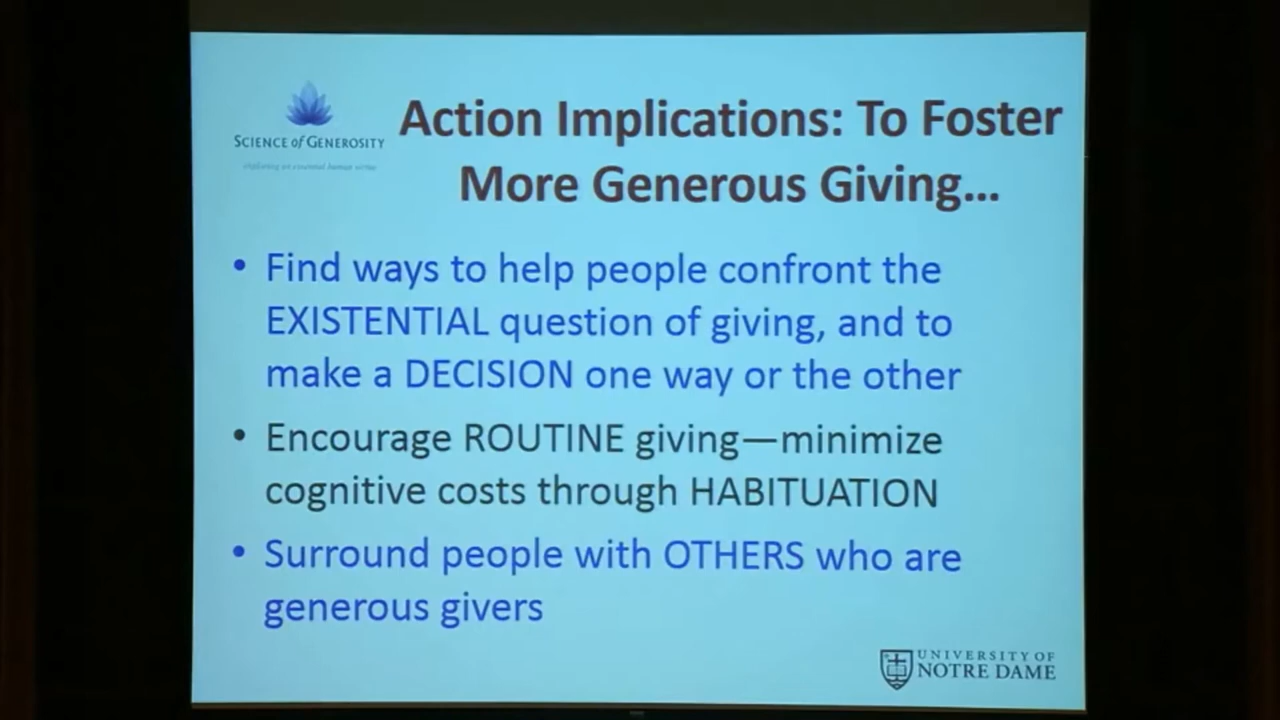 SCIENCE of GENEROSITY
Action Implications: To Foster
More Generous Giving...
• Find ways to help people confront the
EXISTENTIAL question of giving, and to
make a DECISION one way or the other
• Encourage ROUTINE giving—minimize
cognitive costs through HABITUATION
• Surround people with OTHERS who are
generous givers
UNIVERSITY OF
NOTRE DAME